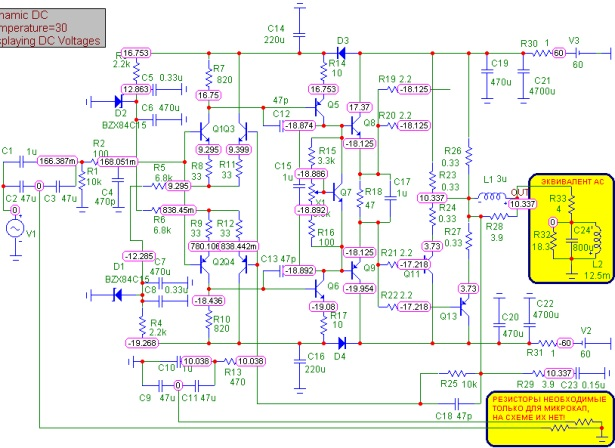 namic DC
mperature=30
splaying DC Voltages
16.753
2.2k
12.863
C5 0.33u
D2
BZX84C15
C6 470u
C14
220u
D3
R7
820
16.75
R14
10
16.753
Q5
47p
C12
-18.874
17.37
Q8
-18.125
R19 2.2
-18.125
R20 2.2
-18.125
C19
470u
C21
4700u
R30 1
-60
V3
60
C1
1u
166.387m
R2
100
168.051m
R1
10k
C2 47u
0
C3 47u
C4
470p
0
V1
Q1Q3
9.295
9.399
R8
33
R11
33
R5
6.8k
9.295
R6
6.8k
838.45m
R9
33
R12
33
780.106
838.442m
Q2Q4
R15
3.3k
-18.886
C15
1u
X1
-18.892
Q7
R16
100
R18
47
C17
1u
R26
0.33
R23
0.33
10.337
R24
0.33
R27
0.33
L1 3u
OUT
10.337
R28
3.9
ЭКВИВАЛЕНТ АС
R33
4
0
R32
18.3
C24
800u
L2
12.5m
-12.285
D1
BZX84C15
C7
470u
C8 0.33u
R4
2.2k
-19.268
-18.436
R10
820
C13 47p
-18.892
Q6
-19.08
R17
10
-18.125
Q9
-19.954
Q11
R21 2.2
-17.218
3.73
R22 2.2
-17.218
Q13
3.73
C20
470u
C22
4700u
R31 1
-60
V2
60
C16
220u
D4
C10 1u
10.038
R13
470
10.038
C9
47u
0
C11 47u
R25 10k
C18 47p
R29 3.9
10.337
C23 0.15u
РЕЗИСТОРЫ НЕОБХОДИМЫЕ
ТОЛЬКО ДЛЯ МИКРОКАП,
НА СХЕМЕ ИХ НЕТ!